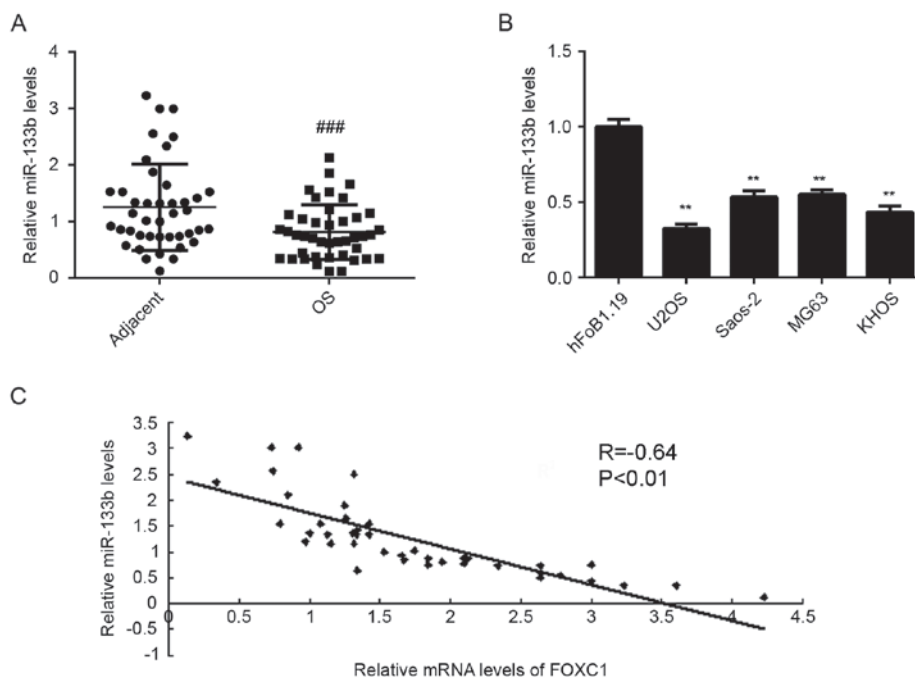 A
Relative miR-133b levels
4
3
2
1
0
###
Adjacent
OS
B
Relative miR-133b levels
1.5
1.0
0.5
0.0
**
**
**
**
hFoB1.19
U2OS
Saos-2
MG63
KHOS
C
Relative miR-133b levels
3.5
3
2.5
2
1.5
1
0.5
0
-0.5
-1
R=-0.64
P<0.01
0 0.5 1 1.5 2 2.5 3 3.5 4 4.5
Relative mRNA levels of FOXC1